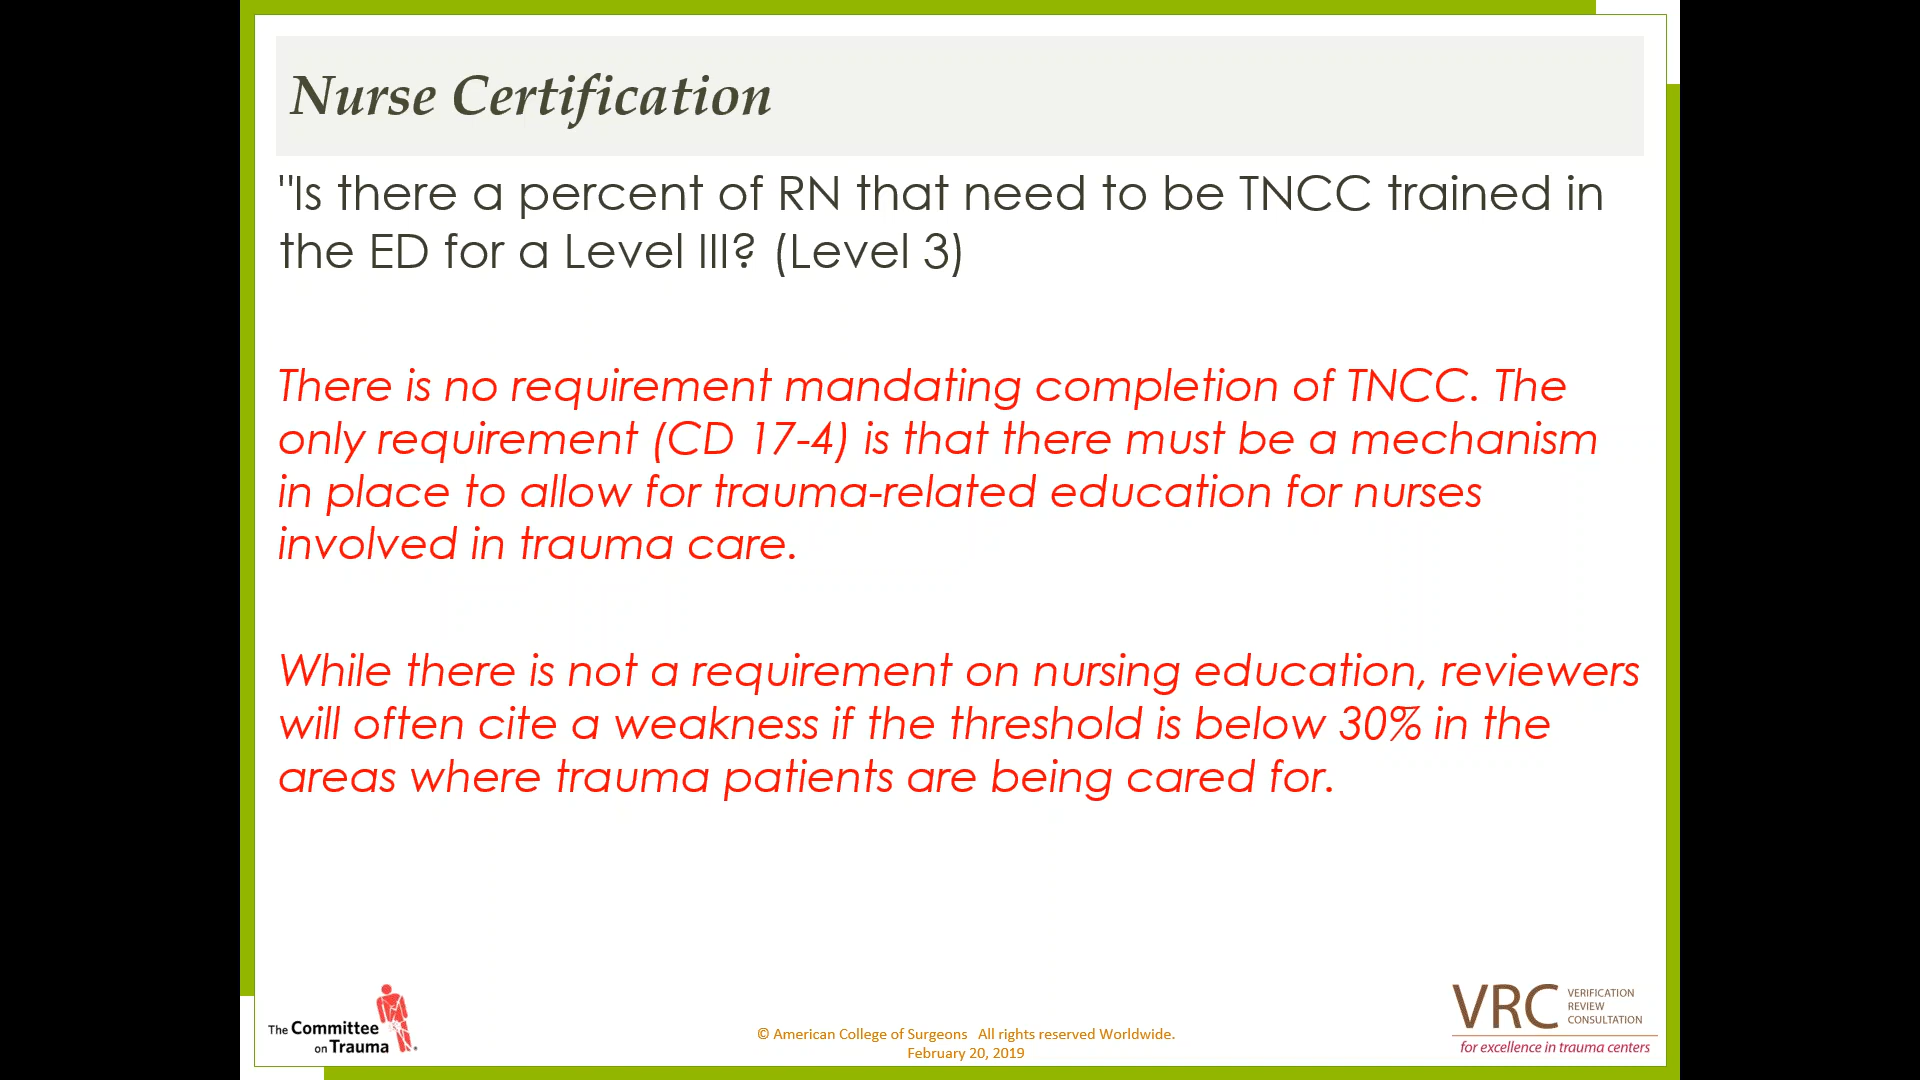 Nurse Certification
"Is there a percent of RN that need to be TNCC trained in
the ED for a Level III? (Level 3)
There is no requirement mandating completion of TNCC. The
only requirement (CD 17-4) is that there must be a mechanism
in place to allow for trauma-related education for nurses
involved in trauma care.
While there is not a requirement on nursing education, reviewers
will often cite a weakness if the threshold is below 30% in the
areas where trauma patients are being cared for.
The Committee
on Trauma
© American College of Surgeons All rights reserved Worldwide.
February 20, 2019
VRC
VERIFICATION
REVIEW
CONSULTATION
for excellence in trauma centers